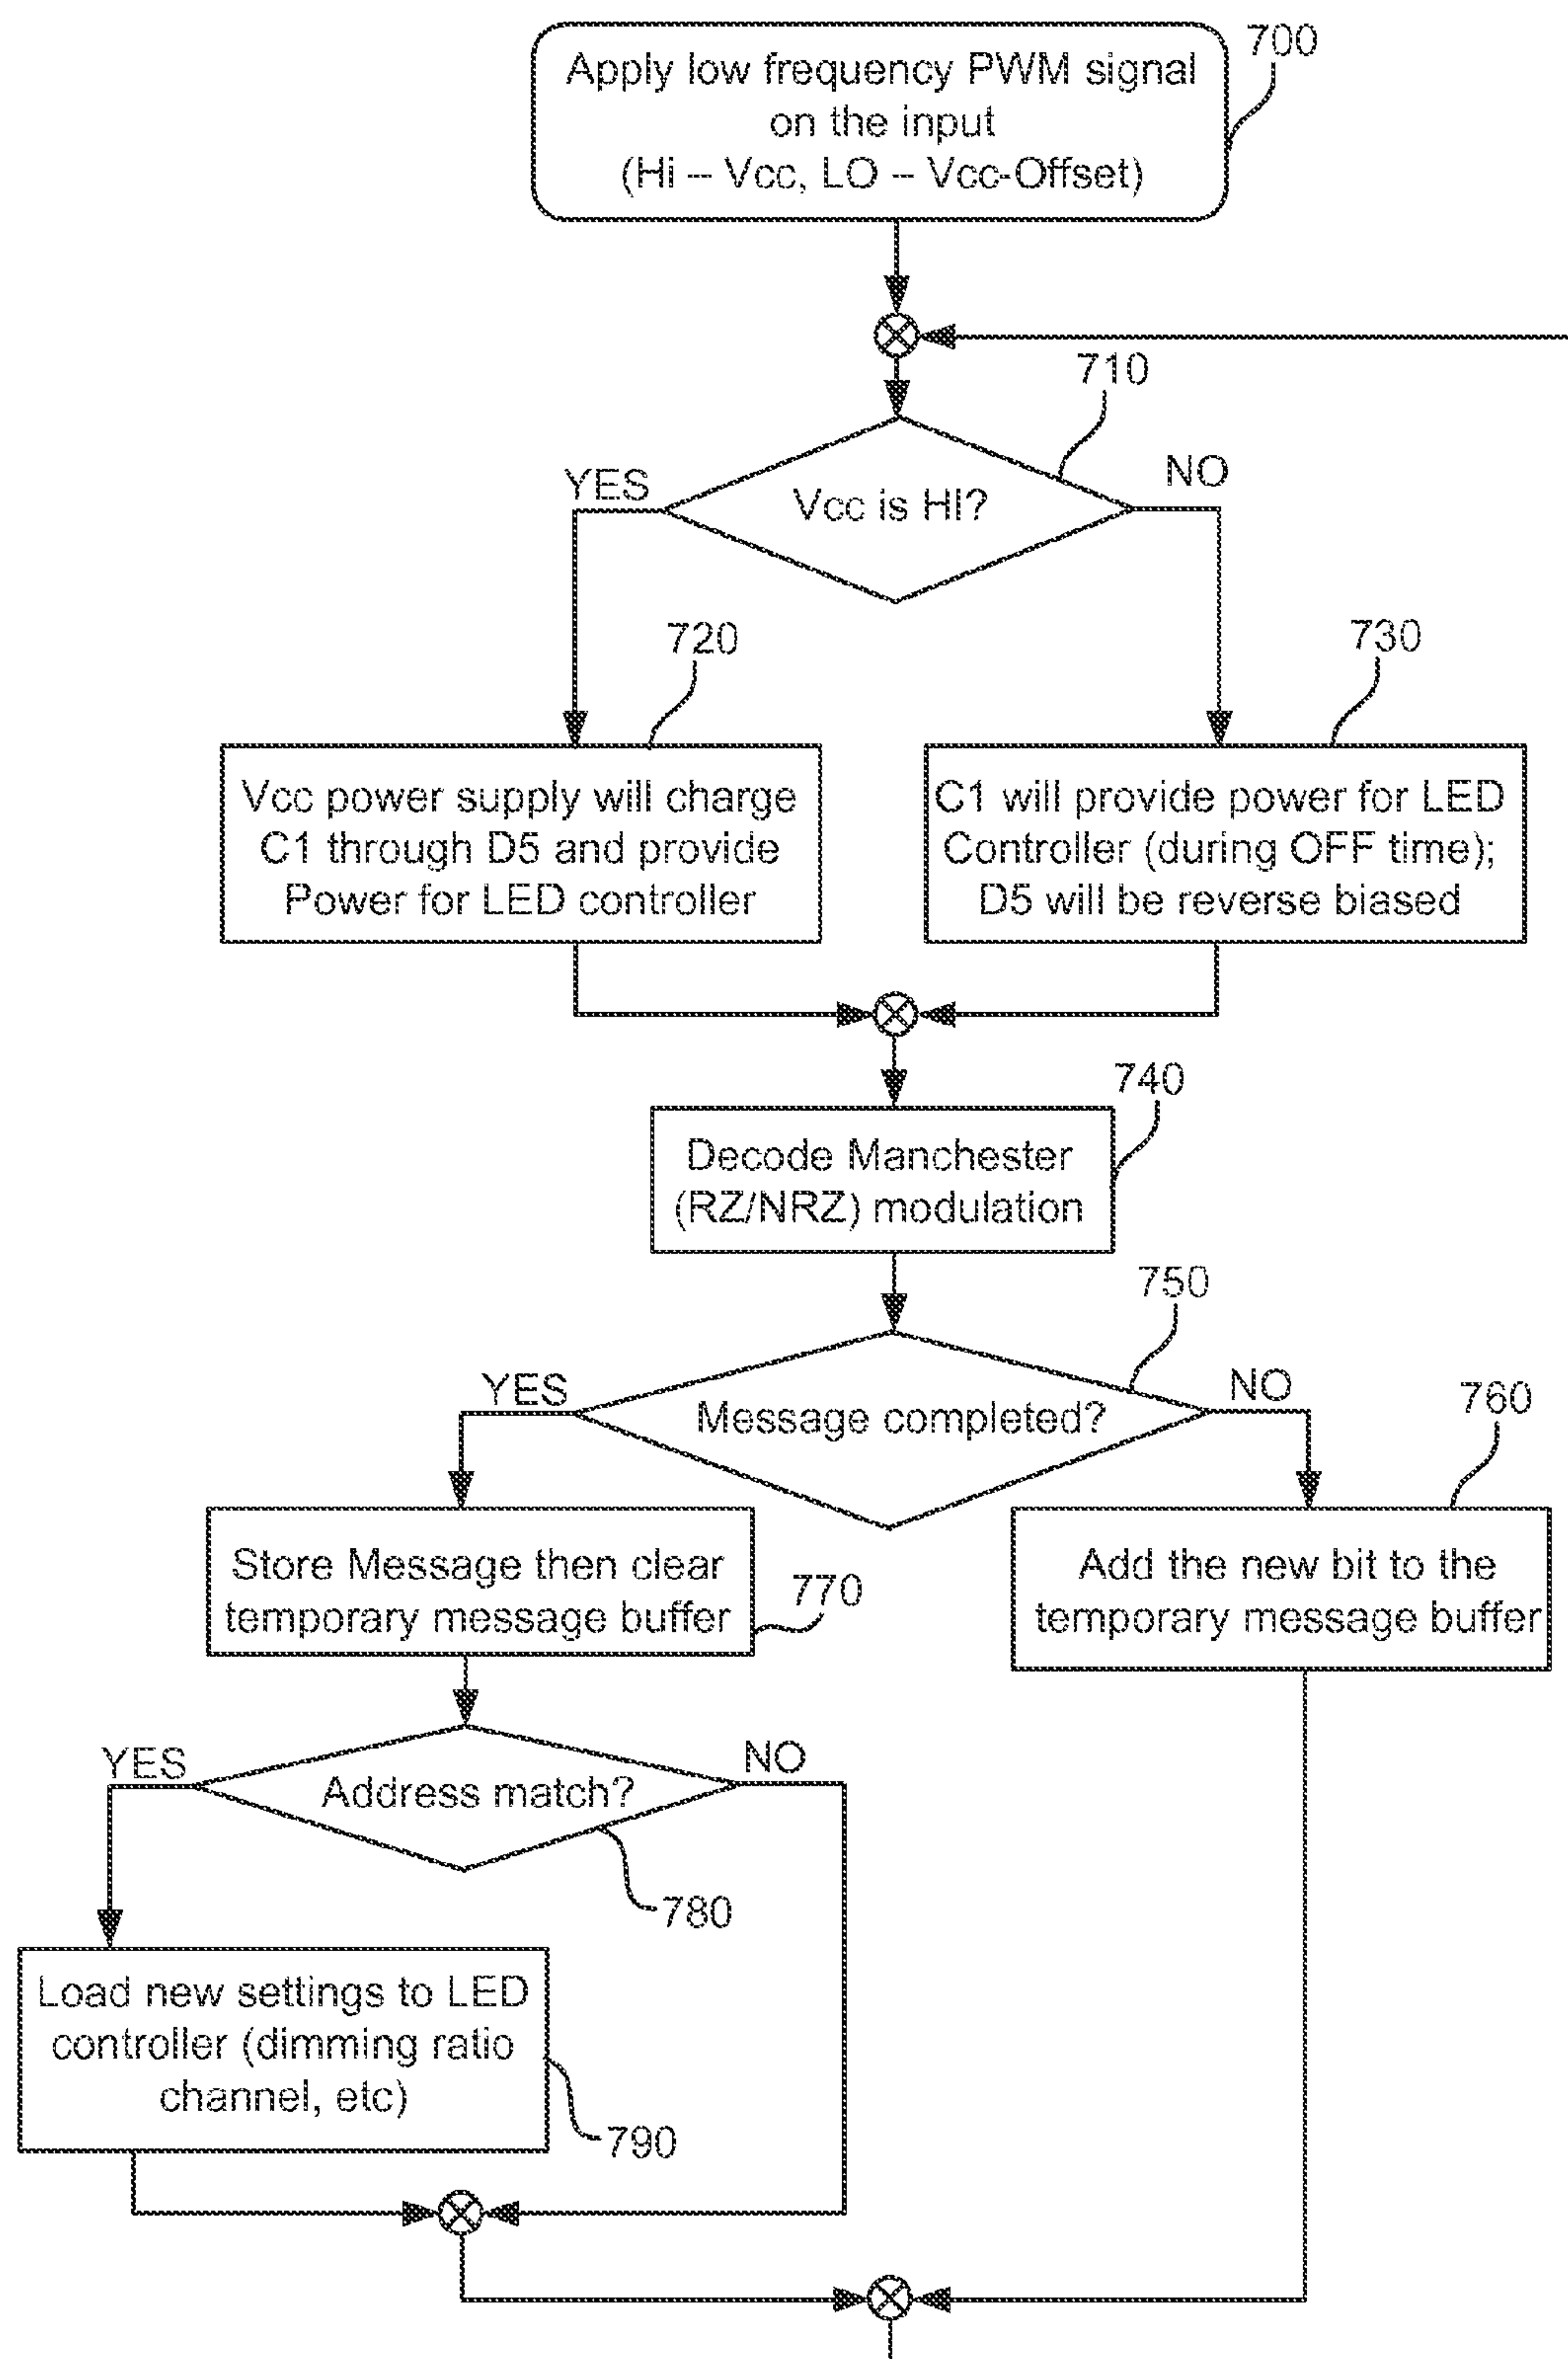 700
Apply low frequency PWM signal
on the input
(Hi -- Vcc, LO -- Vcc-Offset)
710
YES
NO
Vcc is HI?
720
730
Vcc power supply will charge
C1 through D5 and provide
Power for LED controller
C1 will provide power for LED
Controller (during OFF time);
D5 will be reverse biased
740
Decode Manchester
(RZ/NRZ) modulation
750
YES
NO
760
Message completed?
Store Message then clear
temporary message buffer
770
Add the new bit to the
temporary message buffer
YES
NO
Address match?
780
Load new settings to LED
controller (dimming ratio
channel, etc)
790